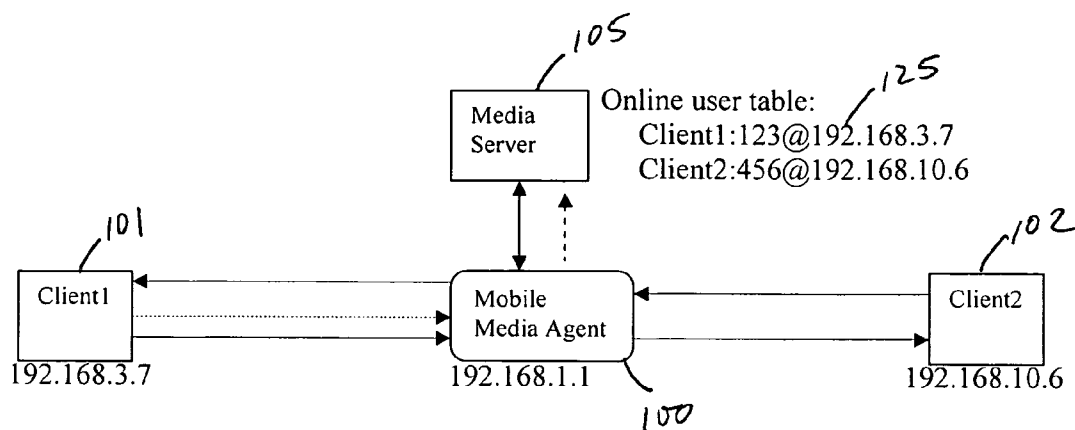 105
125
Media
Server
Online user table:
Client1:123@192.168.3.7
Client2:456@192.168.10.6
101
102
Client1
Mobile
Media Agent
Client2
192.168.3.7
192.168.1.1
192.168.10.6
100